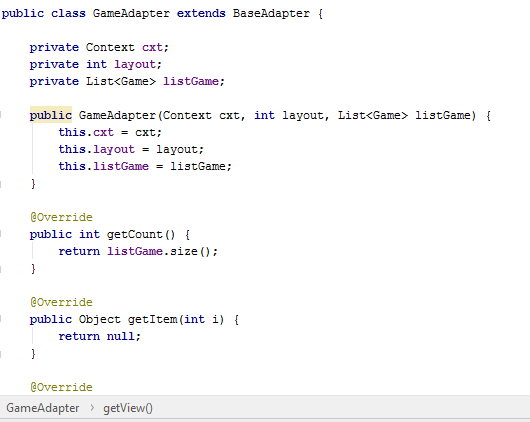 public class GameAdapter extends BaseAdapter {
private Context cxt;
private int layout;
private List<Game> listGame;
public GameAdapter(Context cxt, int layout, List<Game> listGame) {
this.cxt = cxt;
this.layout = layout;
this.listGame = listGame;
}
@Override
public int getCount() {
return listGame.size();
}
@Override
public Object getItem(int i) {
return null;
}
@Override
GameAdapter › getView()